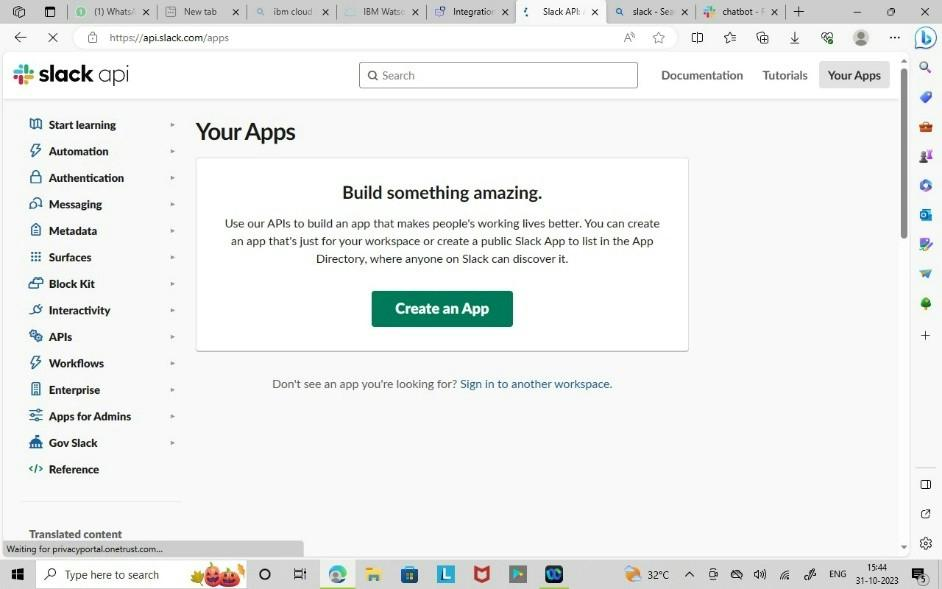 (1) Whats
New tab
ibm cloud
IBM Wats
Integration
Slack API:
slack - Sea
chatbot - F
https://api.slack.com/apps
slack api
Search
Documentation
Tutorials
Your Apps
Start learning
Automation
Authentication
Messaging
Metadata
Surfaces
Block Kit
Interactivity
APIs
Workflows
Enterprise
Apps for Admins
Gov Slack
Reference
Translated content
Your Apps
Build something amazing.
Use our APIs to build an app that makes people's working lives better. You can create
an app that's just for your workspace or create a public Slack App to list in the App
Directory, where anyone on Slack can discover it.
Create an App
Don't see an app you're looking for? Sign in to another workspace.
Waiting for privacyportal.onetrust.com...
Type here to search
32°C
ENG
15:44
31-10-2023
5